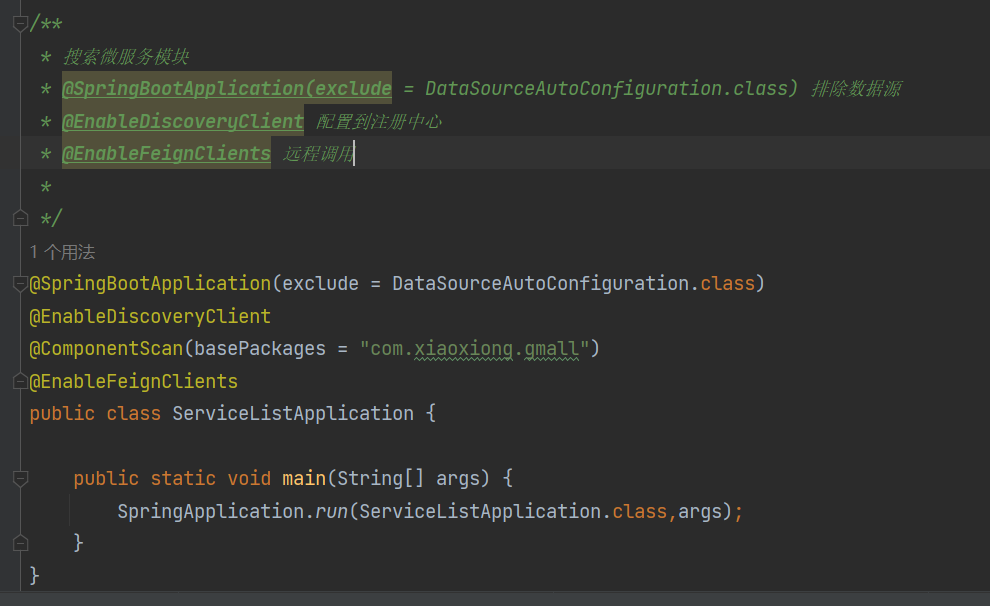 /**
* 搜索微服务模块
* @SpringBootApplication(exclude = DataSourceAutoConfiguration.class) 排除数据源
* @EnableDiscoveryClient 配置到注册中心
* @EnableFeignClients 远程调用
*
*/
1 个用法
@SpringBootApplication(exclude = DataSourceAutoConfiguration.class)
@EnableDiscoveryClient
@ComponentScan(basePackages = "com.xiaoxiong.gmall")
@EnableFeignClients
public class ServiceListApplication {
public static void main(String[] args) {
SpringApplication.run(ServiceListApplication.class,args);
}
}